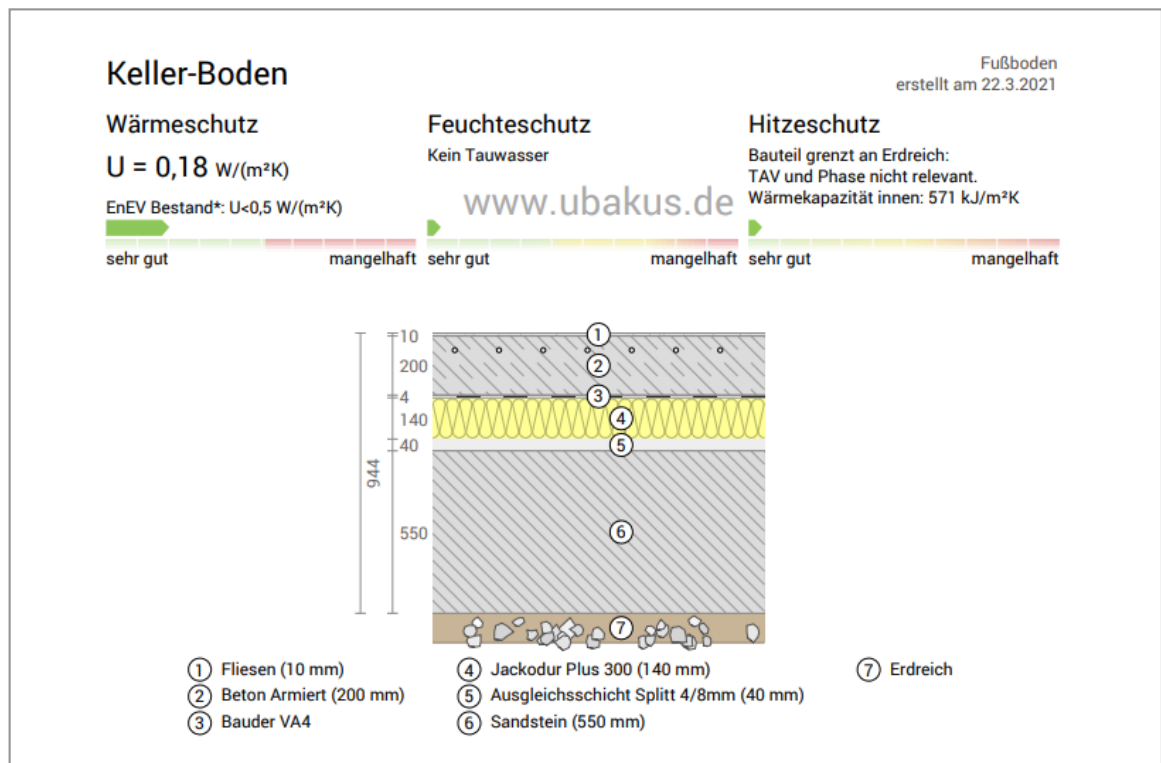 Keller-Boden
Fußboden
erstellt am 22.3.2021
Wärmeschutz
U = 0,18 W/(m²K)
EnEV Bestand*: U<0,5 W/(m²K)
sehr gut mangelhaft
Feuchteschutz
Kein Tauwasser
www.ubakus.de
sehr gut mangelhaft
Hitzeschutz
Bauteil grenzt an Erdreich:
TAV und Phase nicht relevant.
Wärmekapazität innen: 571 kJ/m²K
sehr gut mangelhaft
944
10
200
4
140
40
550
1
2
3
4
5
6
7
1 Fliesen (10 mm)
2 Beton Armiert (200 mm)
3 Bauder VA4
4 Jackodur Plus 300 (140 mm)
5 Ausgleichsschicht Splitt 4/8mm (40 mm)
6 Sandstein (550 mm)
7 Erdreich